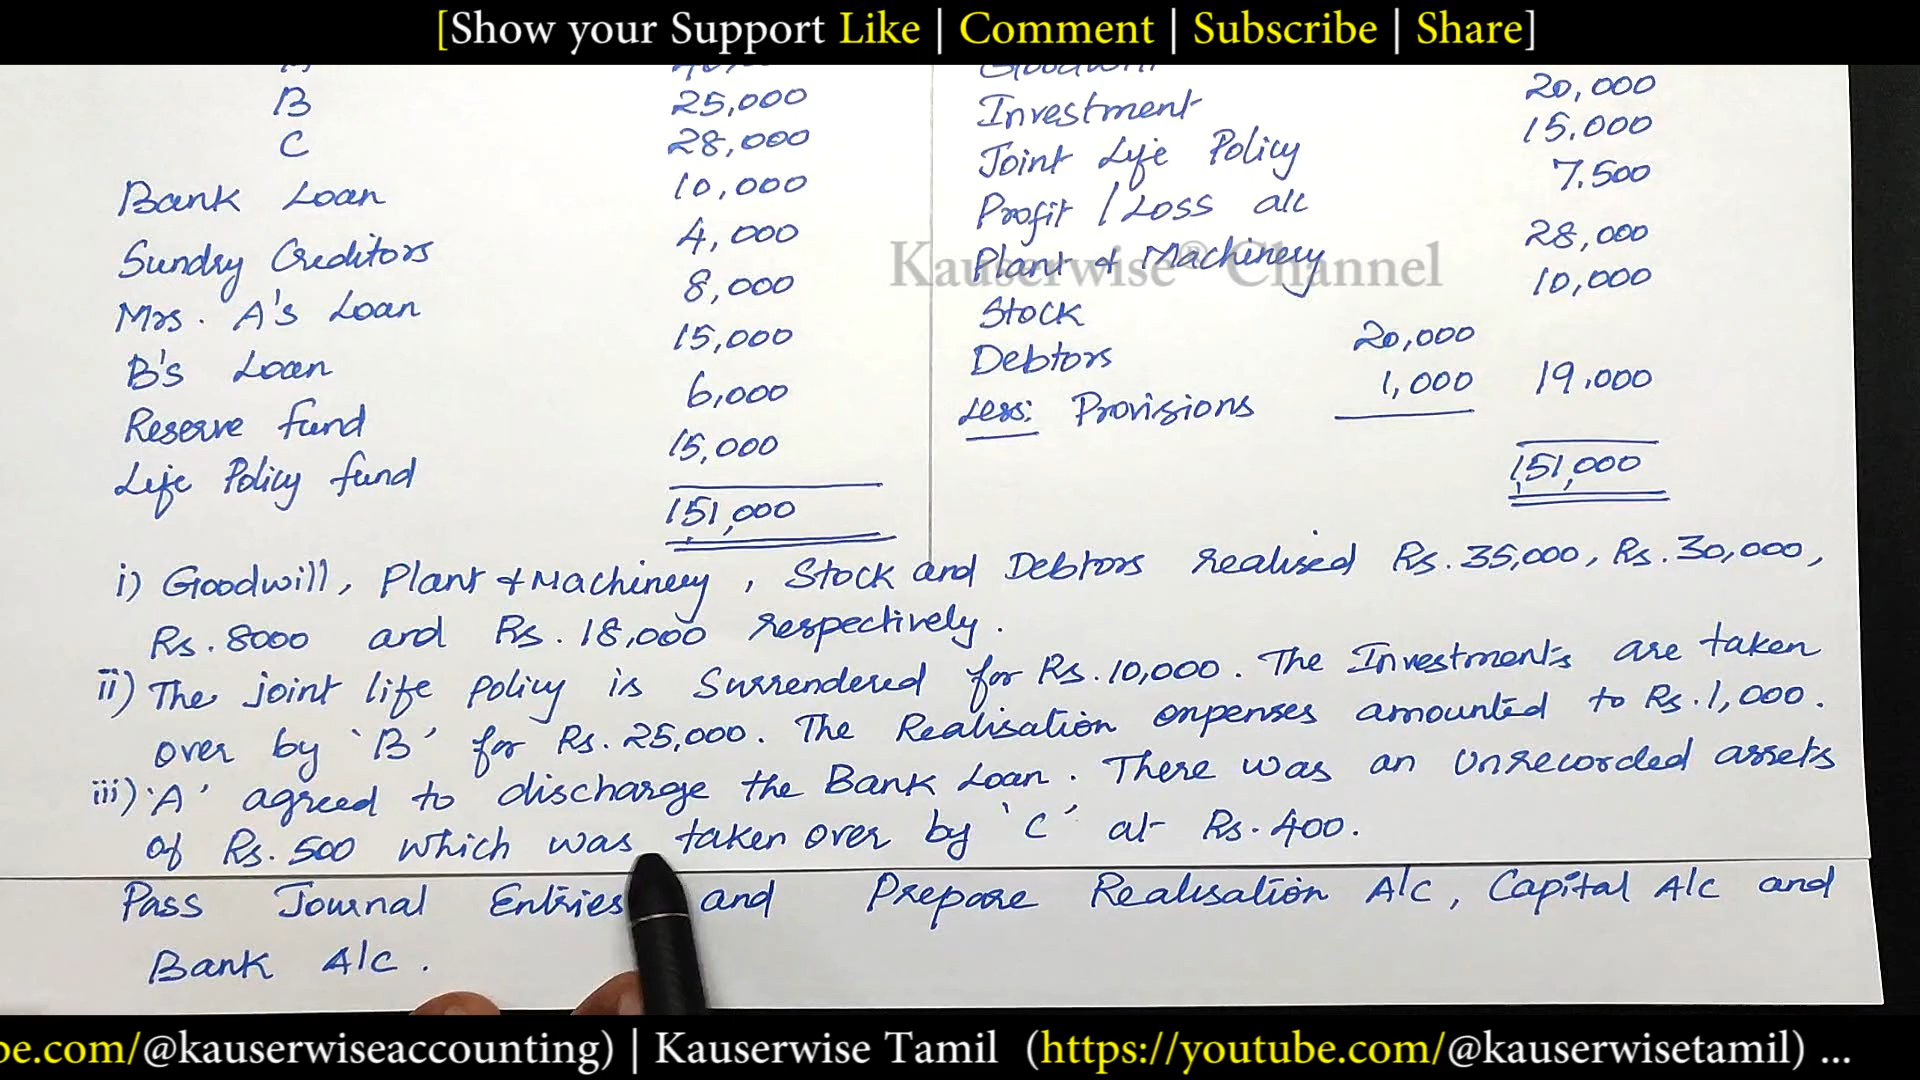 [Show your Support Like | Comment | Subscribe | Share]
B 25,000
C 28,000
Bank Loan 10,000
Sundry Creditors 4,000
Mrs. A's Loan 8,000
B's Loan 15,000
Reserve fund 6,000
Life Policy fund 15,000
151,000
Goodwill
Investment 20,000
Joint Life Policy 15.000
Profit / Loss a/c 7.500
Plant & Machinery 28,000
Stock 10,000
Debtors 20,000
Less: Provisions 1,000 19.000
151,000
Kauserwise® Channel
i) Goodwill, Plant & Machinery, Stock and Debtors realised Rs. 35,000, Rs. 30,000,
Rs. 8000 and Rs. 18,000 respectively.
ii) The joint life policy is Surrendered for Rs. 10,000. The Investments are taken
over by 'B' for Rs. 25,000. The Realisation expenses amounted to Rs. 1,000.
iii) 'A' agreed to discharge the Bank Loan. There was an Unrecorded assets
of Rs. 500 which was taken over by 'C' at Rs. 400.
Pass Journal Entries and Prepare Realisation A/c, Capital A/c and
Bank A/c.
be.com/@kauserwiseaccounting) | Kauserwise Tamil (https://youtube.com/@kauserwisetamil) ...